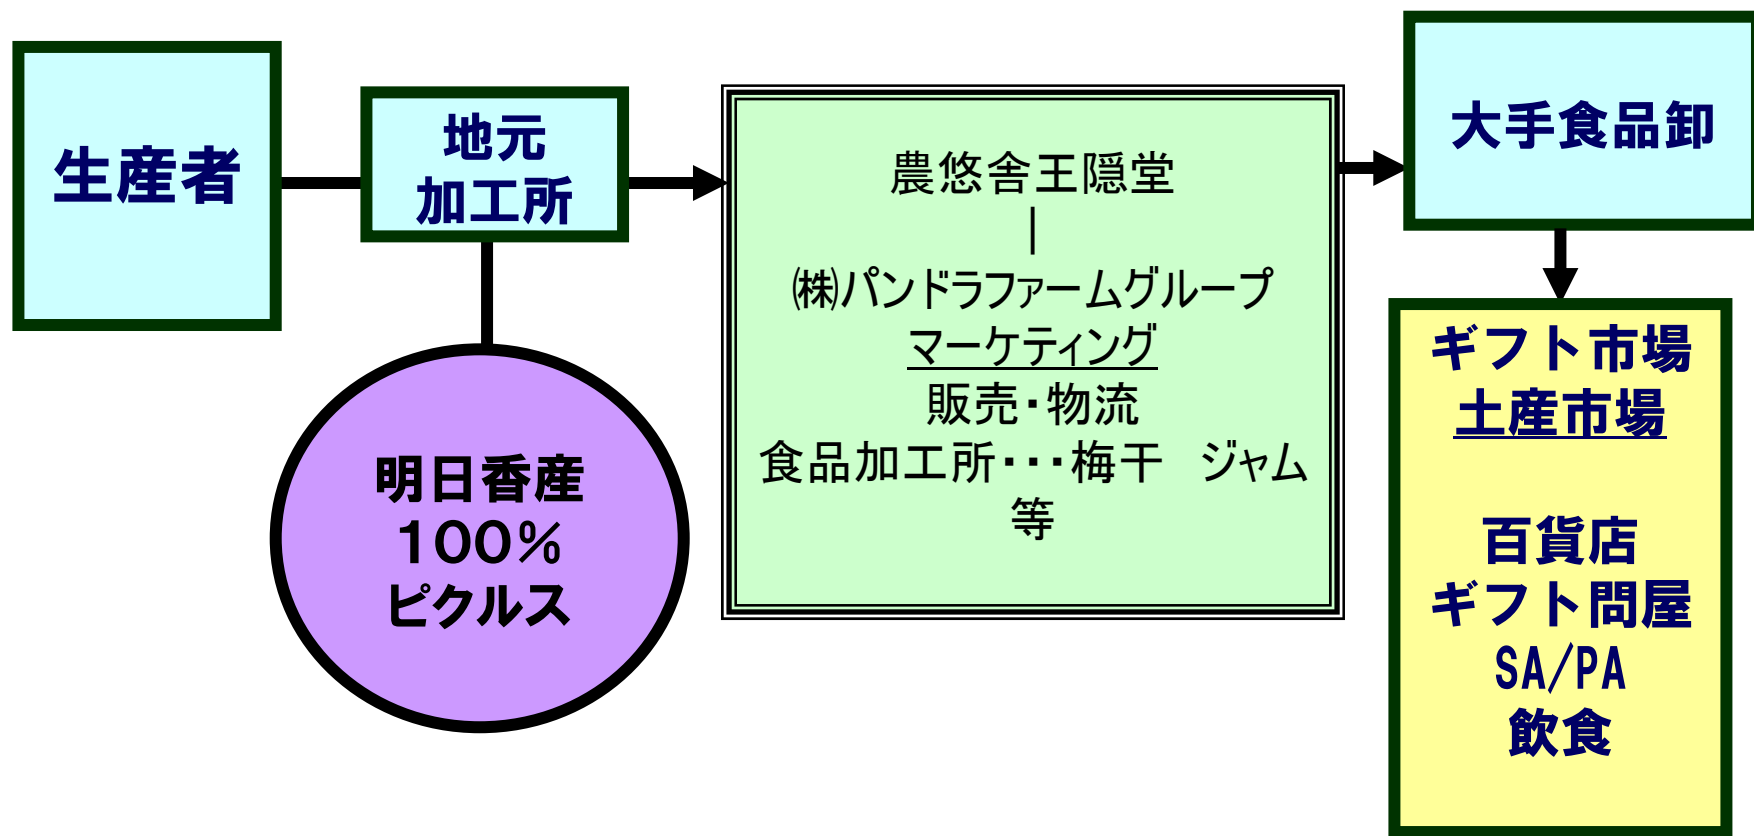 生産者
地元
加工所
明日香産
100%
ピクルス
農悠舎王隠堂
｜
㈱パンドラファームグループ
マーケティング
販売・物流
食品加工所・・・梅干　ジャム
等
大手食品卸
ギフト市場
土産市場
百貨店
ギフト問屋
SA/PA
飲食